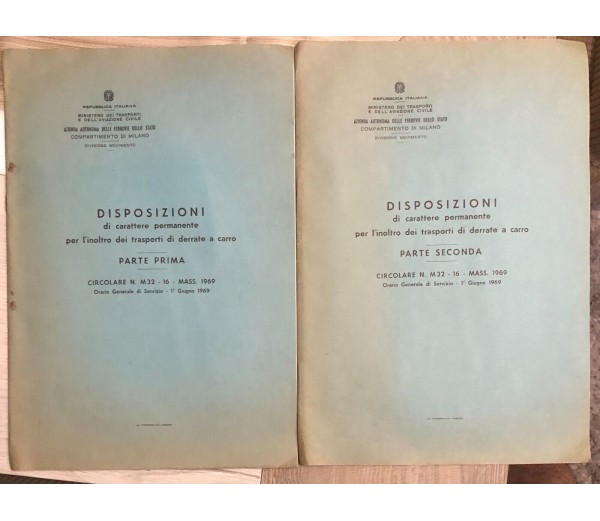 REPUBBLICA ITALIANA
MINISTERO DEI TRASPORTI
E DELL'AVIAZIONE CIVILE
AZIENDA AUTONOMA DELLE FERROVIE DELLO STATO
COMPARTIMENTO DI MILANO
DIVISIONE MOVIMENTO
DISPOSIZIONI
di carattere permanente
per l'inoltro dei trasporti di derrate a carro
PARTE PRIMA
CIRCOLARE N. M32 - 16 - MASS. 1969
Orario Generale di Servizio - 1° Giugno 1969
REPUBBLICA ITALIANA
MINISTERO DEI TRASPORTI
E DELL'AVIAZIONE CIVILE
AZIENDA AUTONOMA DELLE FERROVIE DELLO STATO
COMPARTIMENTO DI MILANO
DIVISIONE MOVIMENTO
DISPOSIZIONI
di carattere permanente
per l'inoltro dei trasporti di derrate a carro
PARTE SECONDA
CIRCOLARE N. M32 - 16 - MASS. 1969
Orario Generale di Servizio - 1° Giugno 1969